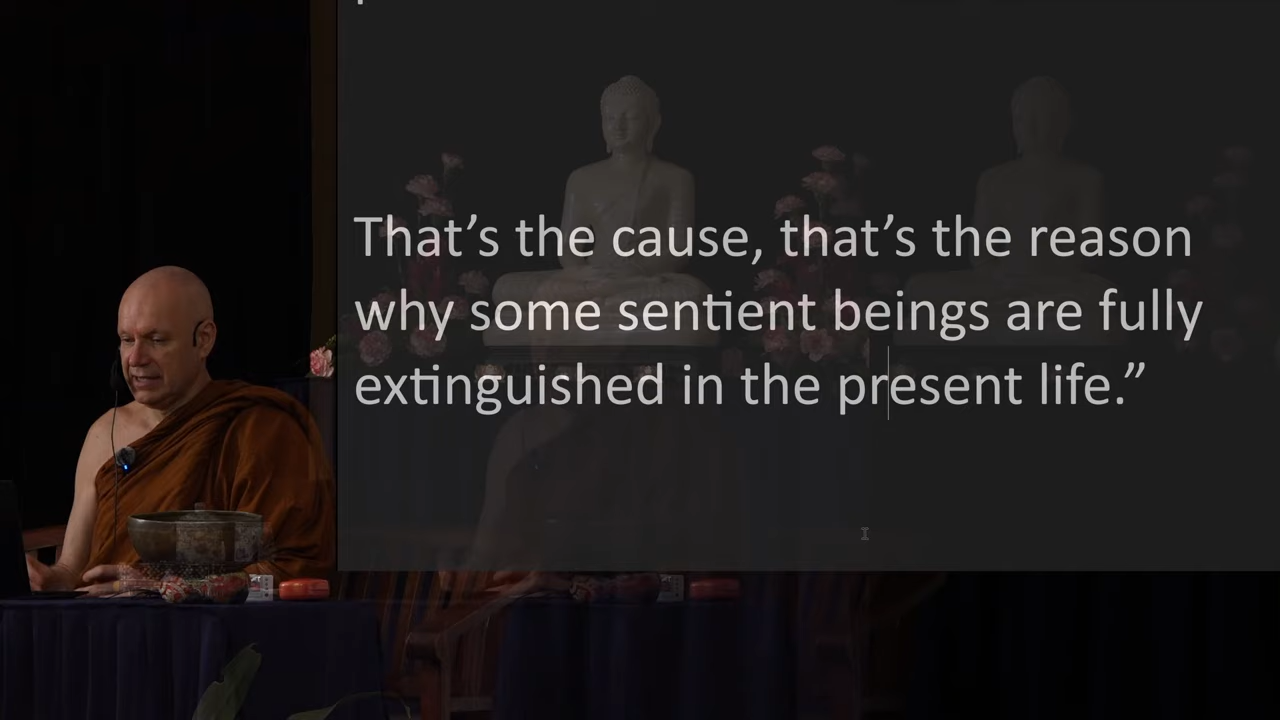 That’s the cause, that’s the reason
why some sentient beings are fully
extinguished in the present life.”